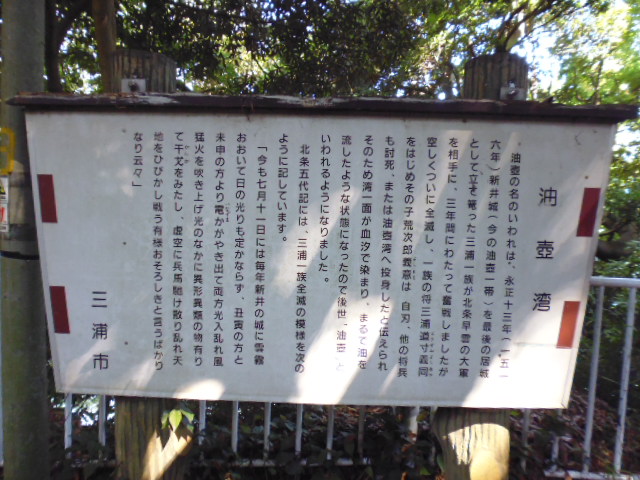 油壺湾
油壺の名のいわれは、永正十三年（一五一
六年）新井城（今の油壺一帯）を最後の居城
として立て篭った三浦一族が北条早雲の大軍
を相手に、三年間にわたって奮戦しましたが
空しくついに全滅し、一族の将三浦道寸義同
をはじめその子荒次郎義意は 自刃、他の将兵
も討死、または油壺湾へ投身したと伝えられ
そのため湾一面が血汐で染まり、まるで油を
流したような状態になったので後世、油壺 と
いわれるようになりました。
北条五代記には、三浦一族全滅の模様を次の
ように記しています。
「今も七月十一日には毎年新井の城に雲霧
おおいて日の光りも定かならず、丑寅の方と
未申の方より電かがやき出て両方光入乱れ風
猛火を吹き上げ光のなかに異形異類の物有り
て干戈をみたし、虚空に兵馬馳け散り乱れ天
地をひびかし戦う有様おそろしきと言うばかり
なり云々」
三浦市